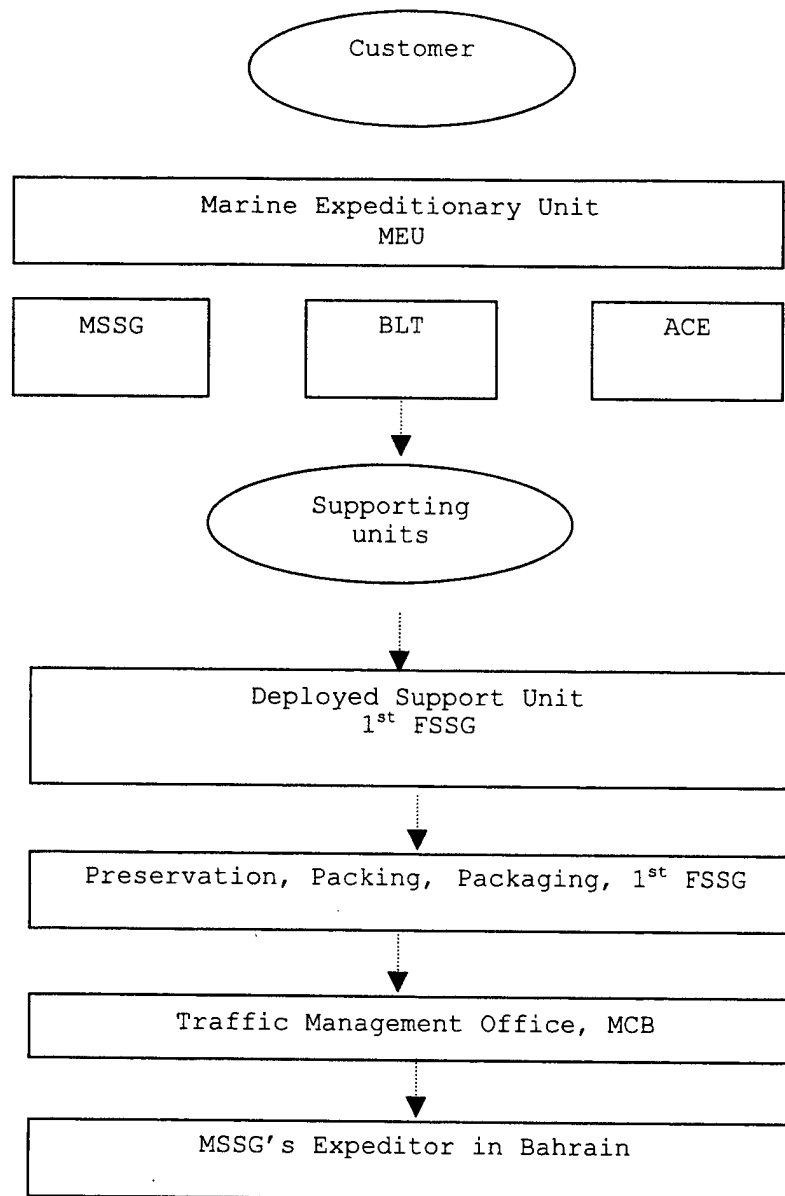 Customer
Marine Expeditionary Unit
MEU
MSSG
BLT
ACE
Supporting
units
Deployed Support Unit
1st FSSG
Preservation, Packing, Packaging, 1st FSSG
Traffic Management Office, MCB
MSSG's Expeditor in Bahrain